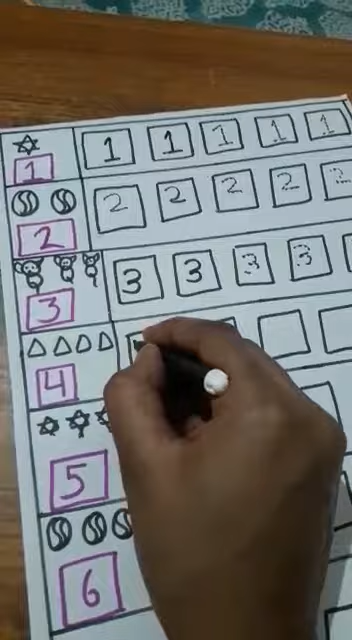 1 1 1 1 1 1
2 2 2 2 2 2
3 3 3 3 3
4
5
6